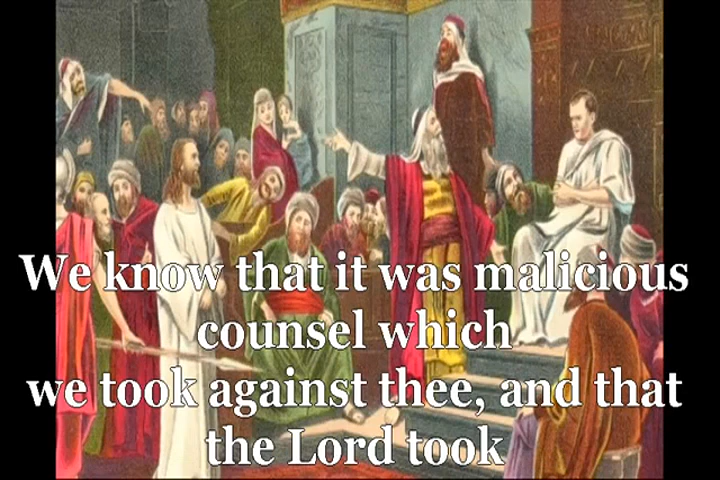 We know that it was malicious
counsel which
we took against thee, and that
the Lord took